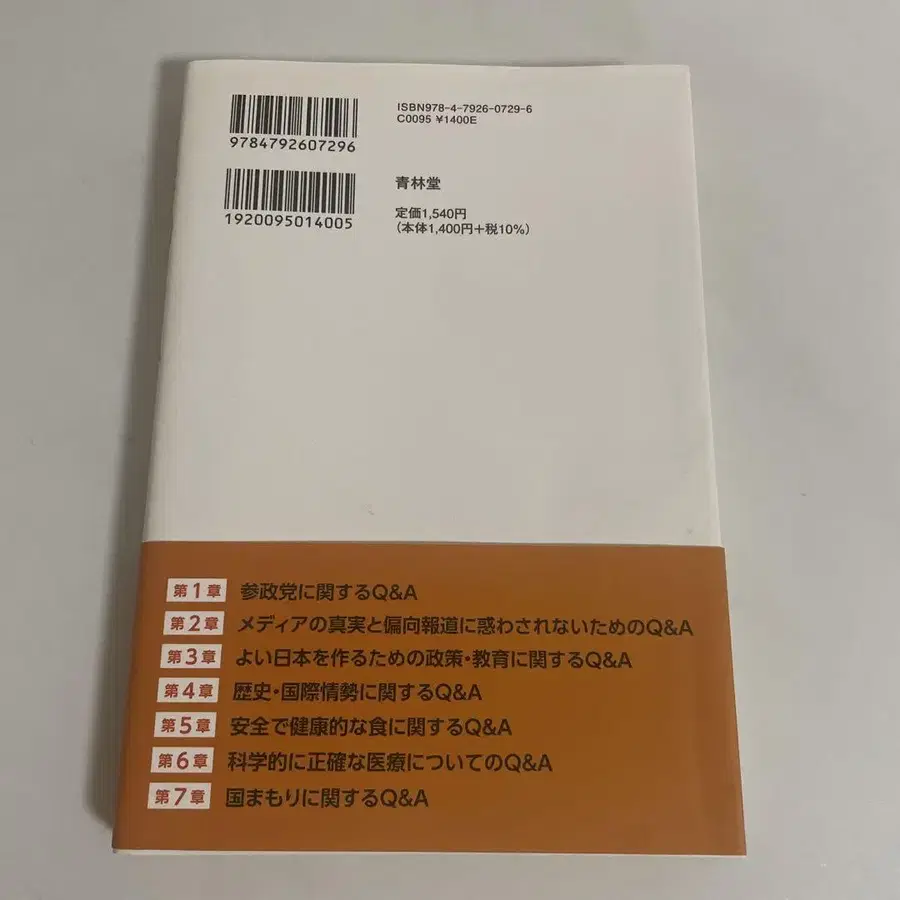 ISBN978-4-7926-0729-6
C0095 ¥1400E
9784792607296
青林堂
1920095014005
定価1,540円
（本体1,400円＋税10%）
第1章 参政党に関するQ&A
第2章 メディアの真実と偏向報道に惑わされないためのQ&A
第3章 よい日本を作るための政策・教育に関するQ&A
第4章 歴史・国際情勢に関するQ&A
第5章 安全で健康的な食に関するQ&A
第6章 科学的に正確な医療についてのQ&A
第7章 国まもりに関するQ&A